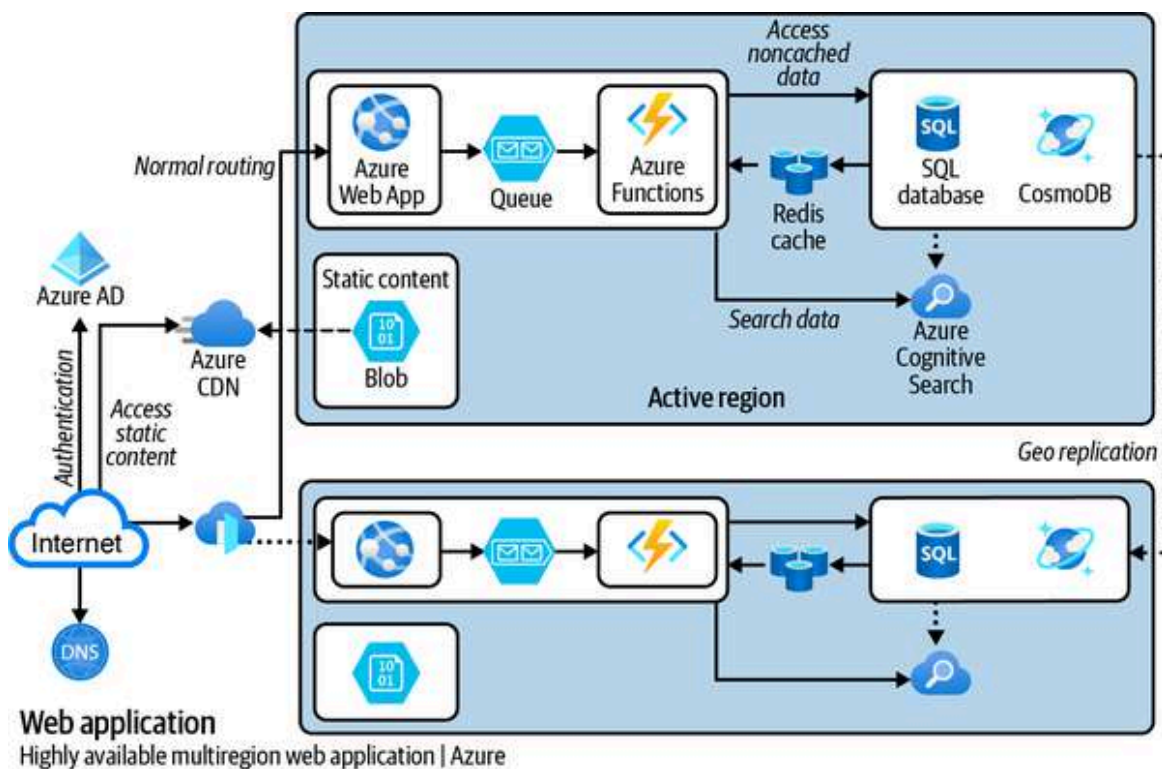 Access
noncached
data
Normal routing
Azure
Web App
Queue
Azure
Functions
Redis
cache
SQL
SQL
database
CosmoDB
Azure AD
Static content
10
01
Blob
Search data
Azure
Cognitive
Search
Azure
CDN
Active region
Authentication
Access
static
content
Geo replication
Internet
SQL
10
01
DNS
Web application
Highly available multiregion web application | Azure